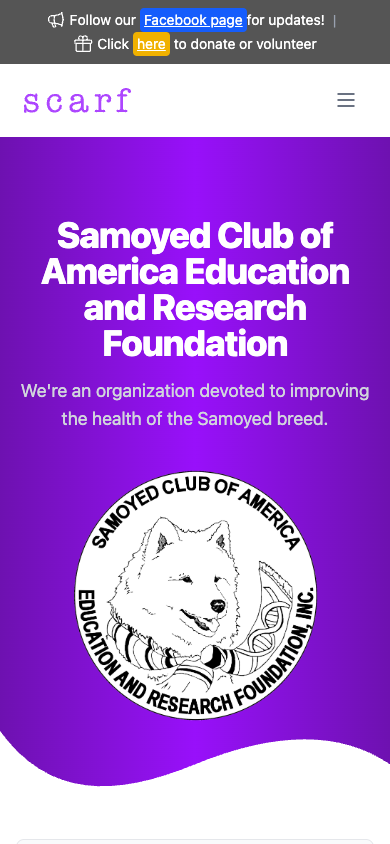 Follow our Facebook page for updates! |
Click here to donate or volunteer
scarf
Samoyed Club of
America Education
and Research
Foundation
We're an organization devoted to improving
the health of the Samoyed breed.
SAMOYED CLUB OF AMERICA
EDUCATION AND RESEARCH FOUNDATION, INC.